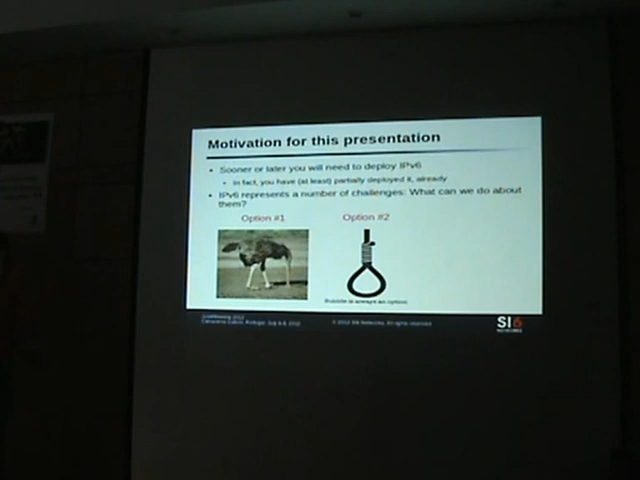 Motivation for this presentation
Sooner or later you will need to deploy IPv6
In fact, you have (at least) partially deployed it, already
IPv6 represents a number of challenges: What can we do about
them?
Option #1
Option #2
is always an option
© 2012 SI6 Networks. All rights reserved
SI6